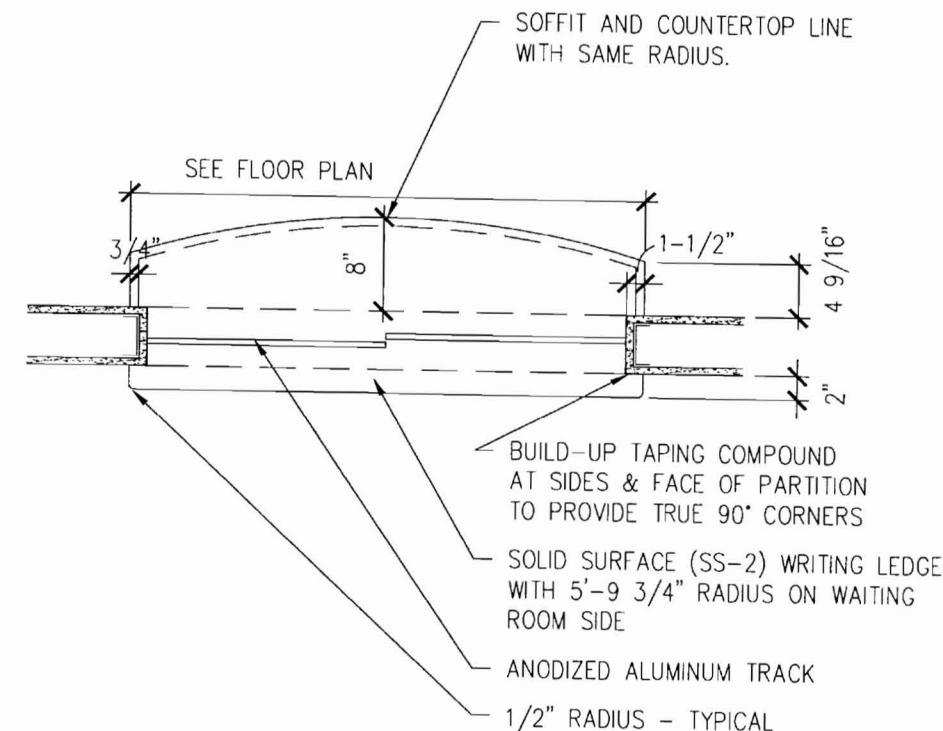 SOFFIT AND COUNTERTOP LINE
WITH SAME RADIUS.
SEE FLOOR PLAN
3/4"
8"
1-1/2"
4 9/16"
2"
BUILD-UP TAPING COMPOUND
AT SIDES & FACE OF PARTITION
TO PROVIDE TRUE 90° CORNERS
SOLID SURFACE (SS-2) WRITING LEDGE
WITH 5'-9 3/4" RADIUS ON WAITING
ROOM SIDE
ANODIZED ALUMINUM TRACK
1/2" RADIUS - TYPICAL